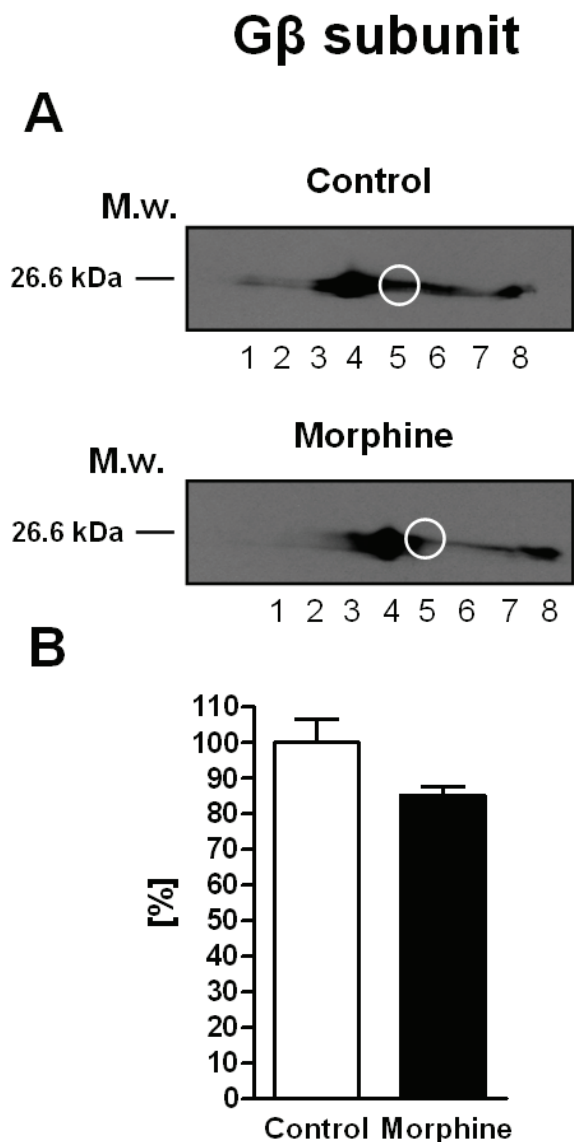 Gβ subunit
A
Control
M.w.
26.6 kDa
1 2 3 4 5 6 7 8
Morphine
M.w.
26.6 kDa
1 2 3 4 5 6 7 8
B
110
100
90
80
70
60
50
40
30
20
10
0
[%]
Control Morphine